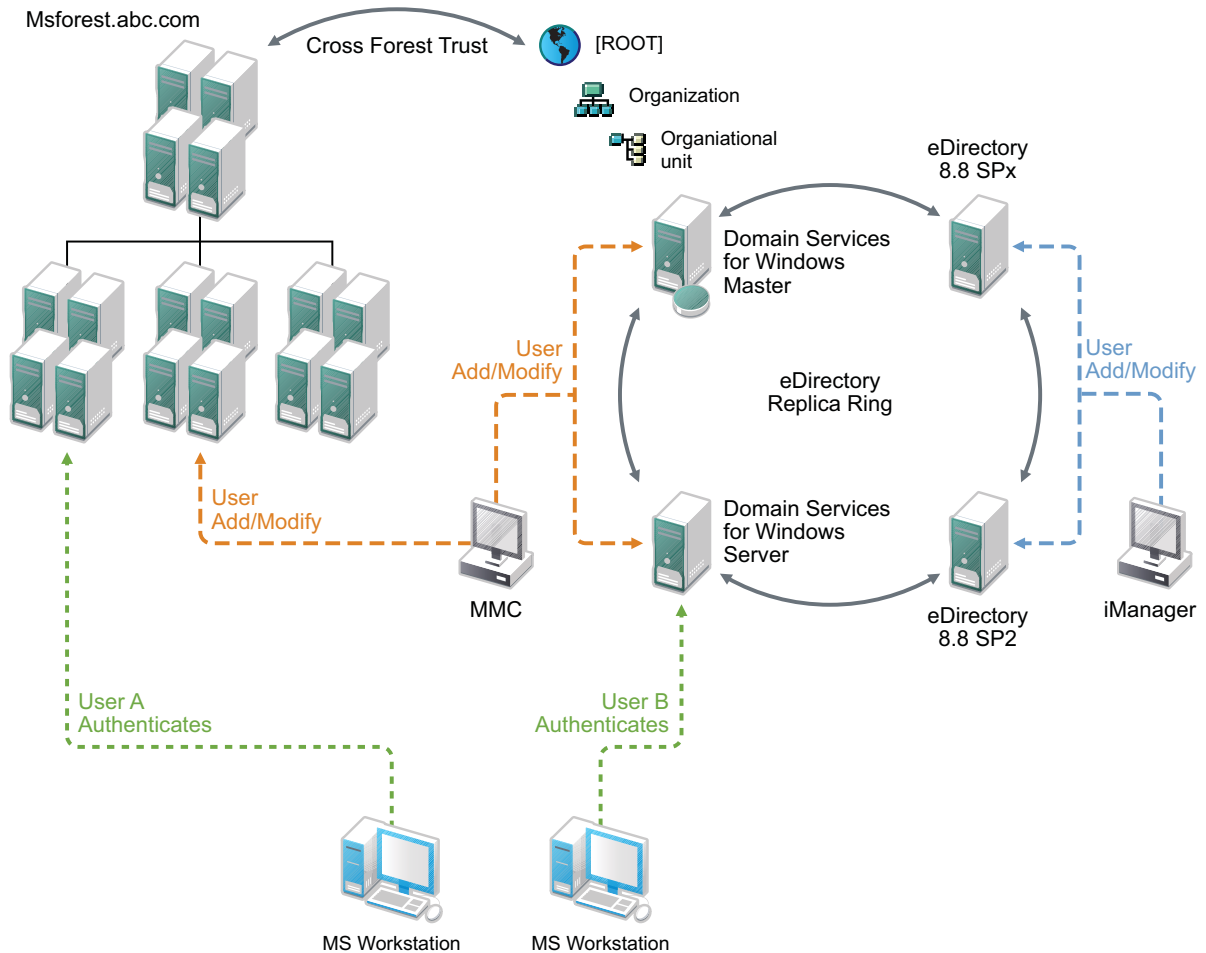 Msforest.abc.com
Cross Forest Trust
[ROOT]
Organization
Organiational
unit
eDirectory
8.8 SPx
Domain Services
for Windows
Master
User
Add/Modify
eDirectory
Replica Ring
User
Add/Modify
User
Add/Modify
Domain Services
for Windows
Server
MMC
eDirectory
8.8 SP2
iManager
User A
Authenticates
User B
Authenticates
MS Workstation
MS Workstation